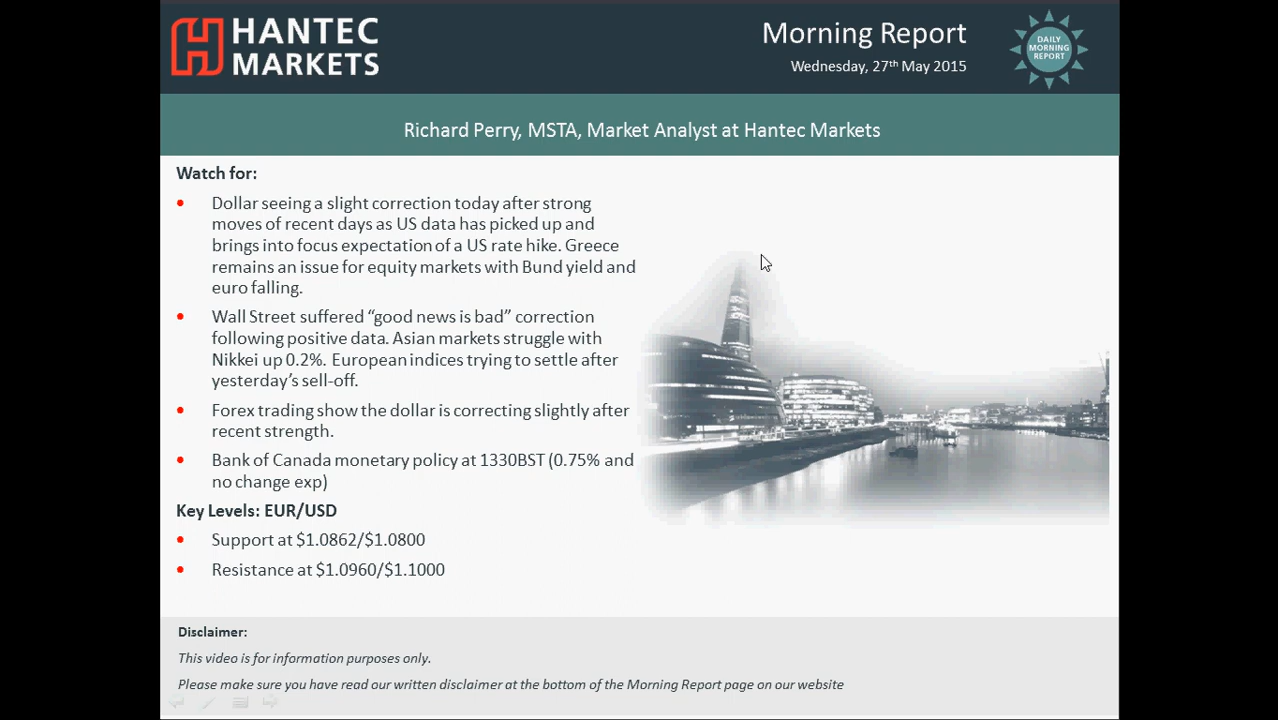 HANTEC
MARKETS
Morning Report
Wednesday, 27th May 2015
DAILY
MORNING
REPORT
Richard Perry, MSTA, Market Analyst at Hantec Markets
Watch for:
• Dollar seeing a slight correction today after strong
moves of recent days as US data has picked up and
brings into focus expectation of a US rate hike. Greece
remains an issue for equity markets with Bund yield and
euro falling.
• Wall Street suffered “good news is bad” correction
following positive data. Asian markets struggle with
Nikkei up 0.2%. European indices trying to settle after
yesterday’s sell-off.
• Forex trading show the dollar is correcting slightly after
recent strength.
• Bank of Canada monetary policy at 1330BST (0.75% and
no change exp)
Key Levels: EUR/USD
• Support at $1.0862/$1.0800
• Resistance at $1.0960/$1.1000
Disclaimer:
This video is for information purposes only.
Please make sure you have read our written disclaimer at the bottom of the Morning Report page on our website